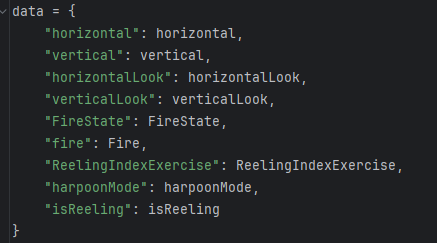 data = {
    "horizontal": horizontal,
    "vertical": vertical,
    "horizontalLook": horizontalLook,
    "verticalLook": verticalLook,
    "FireState": FireState,
    "fire": Fire,
    "ReelingIndexExercise": ReelingIndexExercise,
    "harpoonMode": harpoonMode,
    "isReeling": isReeling
}